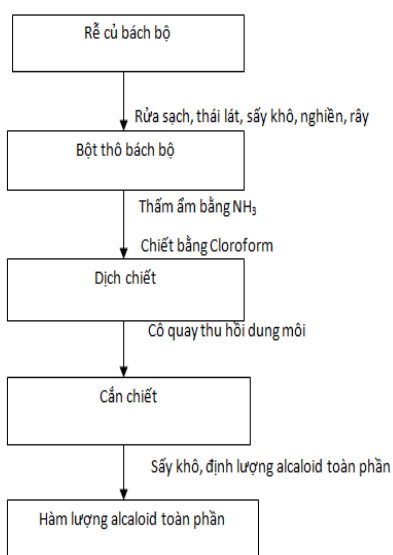 Rễ củ bách bộ
Rửa sạch, thái lát, sấy khô, nghiền, rây
Bột thô bách bộ
Thấm ẩm bằng NH₃
Chiết bằng Cloroform
Dịch chiết
Cô quay thu hồi dung môi
Cắn chiết
Sấy khô, định lượng alcaloid toàn phần
Hàm lượng alcaloid toàn phần